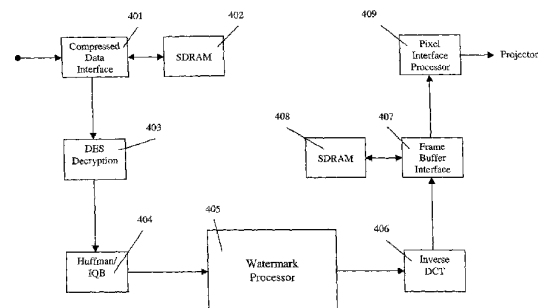 401
402
409
Compressed
Data
Interface
SDRAM
Pixel
Interface
Processor
Projector
408
407
403
DES
Decryption
SDRAM
Frame
Buffer
Interface
404
405
406
Huffman/
IQB
Watermark
Processor
Inverse
DCT